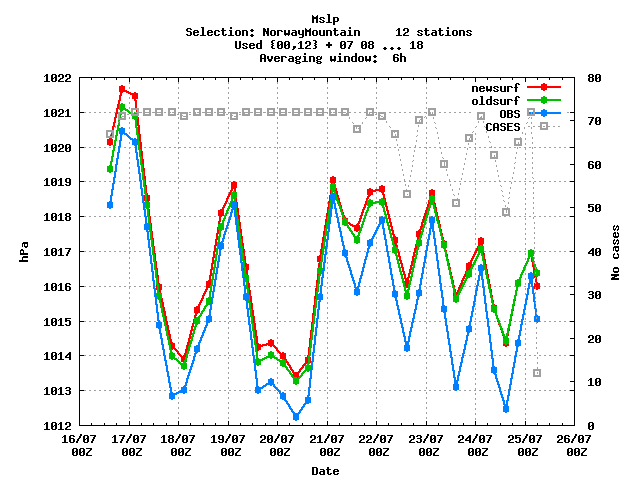 Mslp
Selection: NorwayMountain 12 stations
Used {00,12} + 07 08 ... 18
Averaging window: 6h
newsurf
oldsurf
OBS
CASES
1022
1021
1020
1019
1018
1017
1016
1015
1014
1013
1012
80
70
60
50
40
30
20
10
0
hPa
No cases
16/07 17/07 18/07 19/07 20/07 21/07 22/07 23/07 24/07 25/07 26/07
00Z 00Z 00Z 00Z 00Z 00Z 00Z 00Z 00Z 00Z 00Z
Date